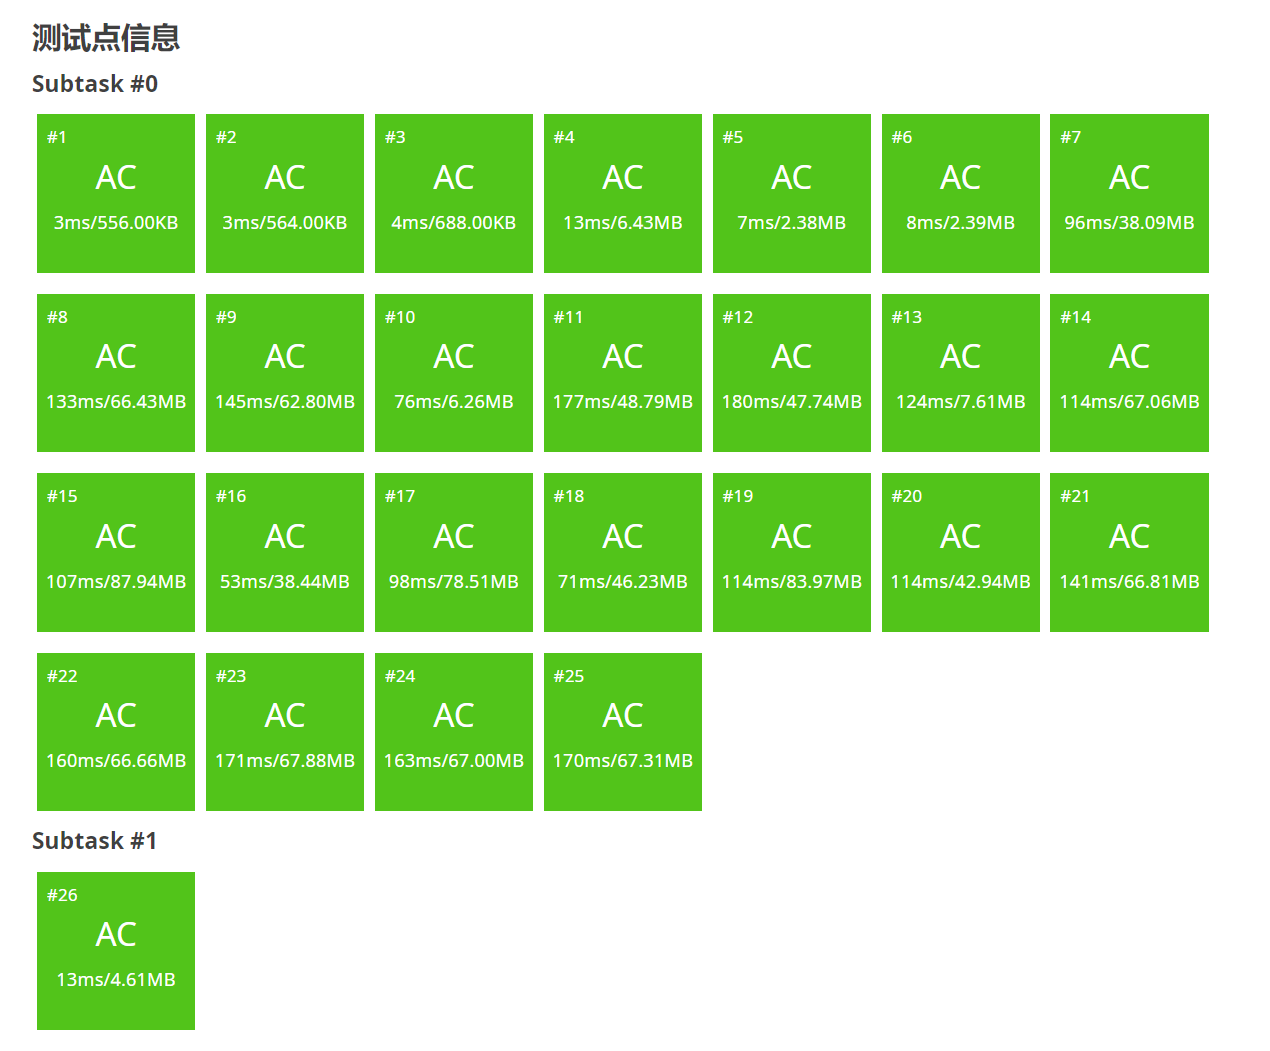 测试点信息
Subtask #0
#1 #2 #3 #4 #5 #6 #7
AC AC AC AC AC AC AC
3ms/556.00KB 3ms/564.00KB 4ms/688.00KB 13ms/6.43MB 7ms/2.38MB 8ms/2.39MB 96ms/38.09MB
#8 #9 #10 #11 #12 #13 #14
AC AC AC AC AC AC AC
133ms/66.43MB 145ms/62.80MB 76ms/6.26MB 177ms/48.79MB 180ms/47.74MB 124ms/7.61MB 114ms/67.06MB
#15 #16 #17 #18 #19 #20 #21
AC AC AC AC AC AC AC
107ms/87.94MB 53ms/38.44MB 98ms/78.51MB 71ms/46.23MB 114ms/83.97MB 114ms/42.94MB 141ms/66.81MB
#22 #23 #24 #25
AC AC AC AC
160ms/66.66MB 171ms/67.88MB 163ms/67.00MB 170ms/67.31MB
Subtask #1
#26
AC
13ms/4.61MB